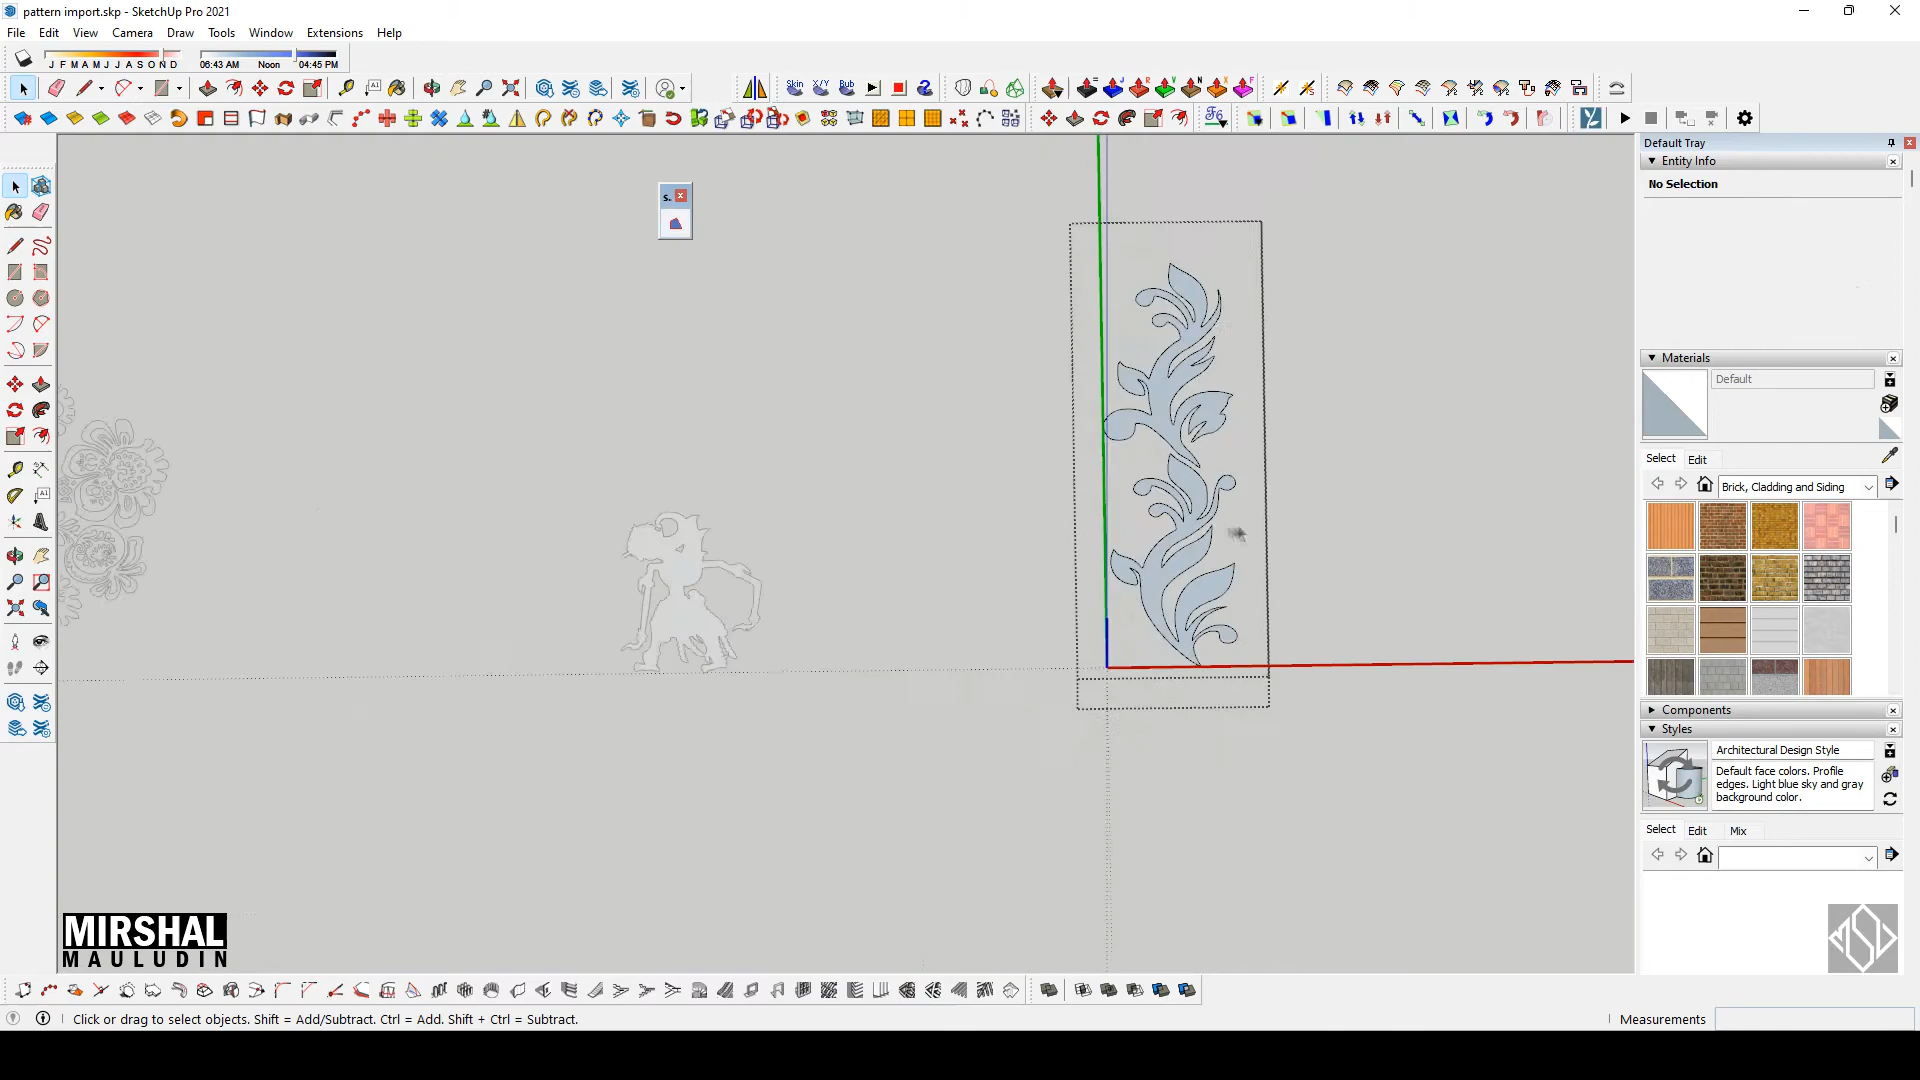 pattern import.skp - SketchUp Pro 2021
File Edit View Camera Draw Tools Window Extensions Help
J F M A M J J A S O N D 06:43 AM Noon 04:45 PM
Skin X/Y Bub
Default Tray
Entity Info
No Selection
s.
Materials
Default
Select Edit
Brick, Cladding and Siding
Components
Styles
Architectural Design Style
Default face colors. Profile
edges. Light blue sky and gray
background color.
Select Edit Mix
MIRSHAL
MAULUDIN
Click or drag to select objects. Shift = Add/Subtract. Ctrl = Add. Shift + Ctrl = Subtract.
Measurements